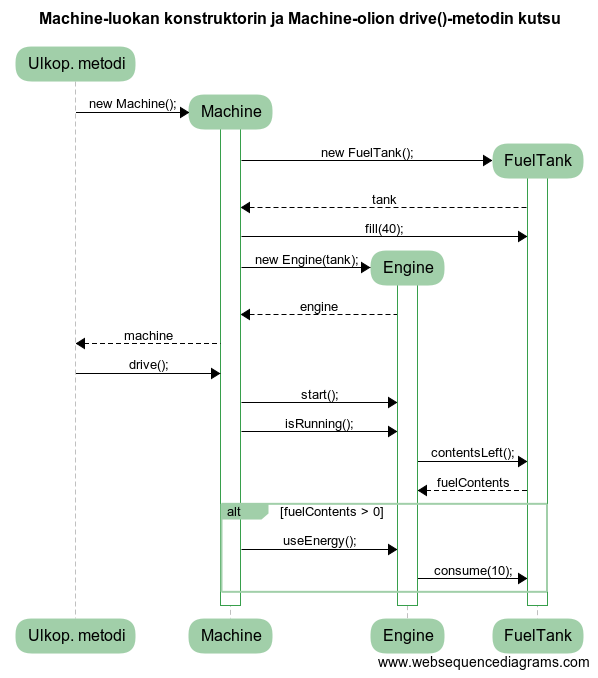 Machine-luokan konstruktorin ja Machine-olion drive()-metodin kutsu
Ulkop. metodi
new Machine();
Machine
new FuelTank();
FuelTank
tank
fill(40);
new Engine(tank);
Engine
engine
machine
drive();
start();
isRunning();
contentsLeft();
fuelContents
alt
[fuelContents > 0]
useEnergy();
consume(10);
Ulkop. metodi
Machine
Engine
FuelTank
www.websequencediagrams.com